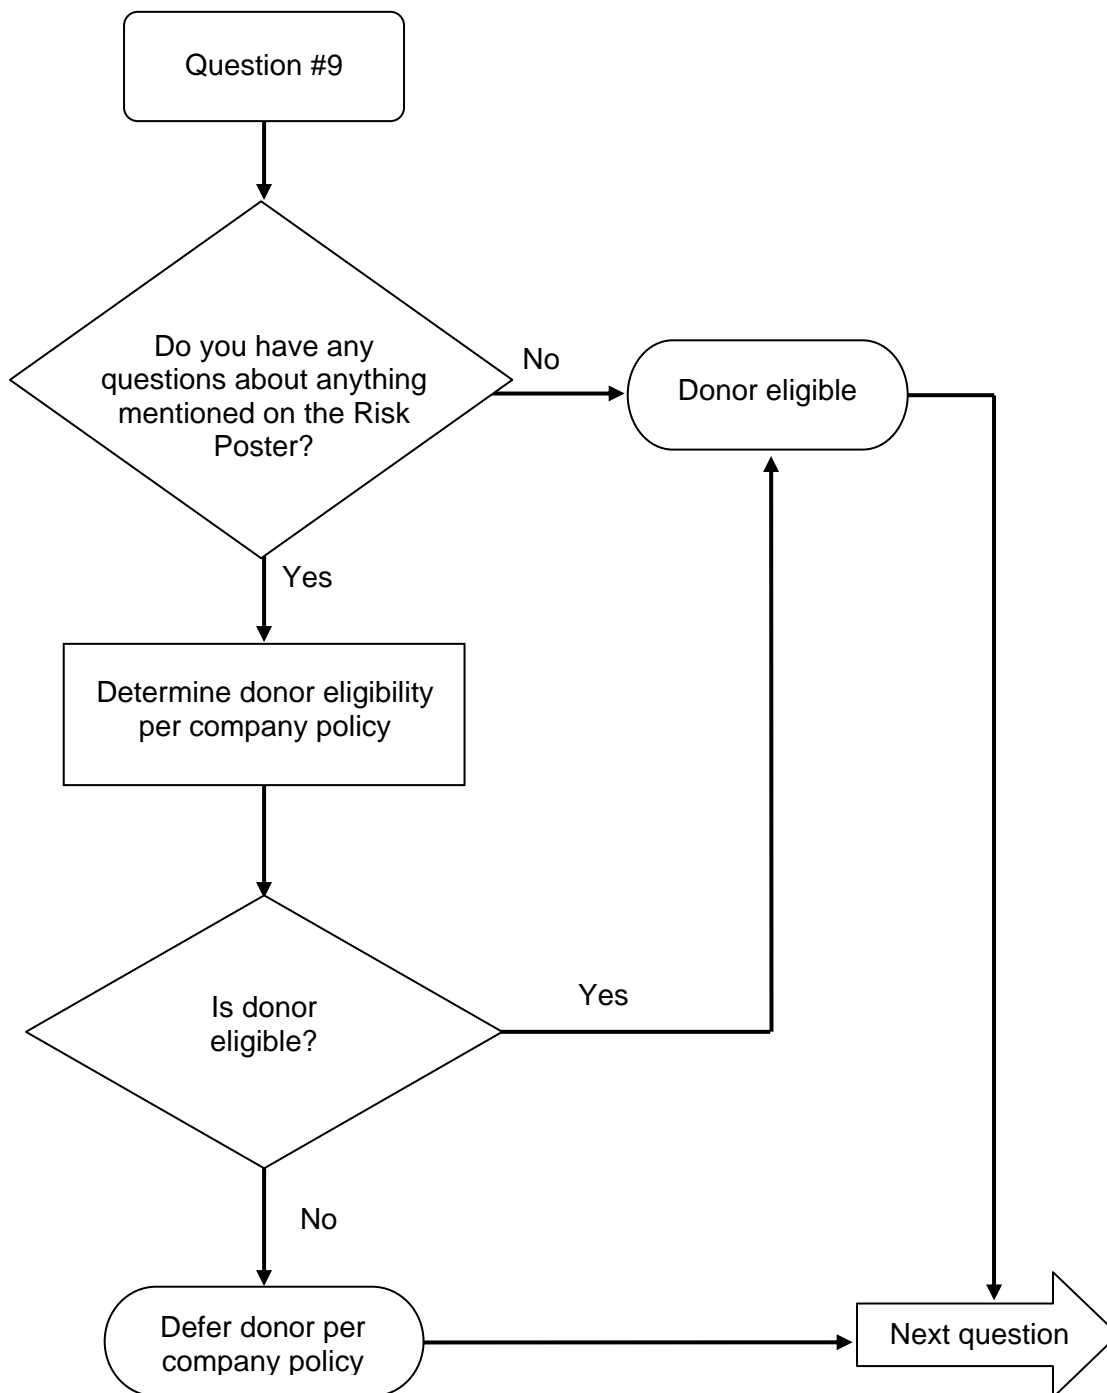 Question #9
Do you have any
questions about anything
mentioned on the Risk
Poster?
No
Donor eligible
Yes
Determine donor eligibility
per company policy
Is donor
eligible?
Yes
No
Defer donor per
company policy
Next question